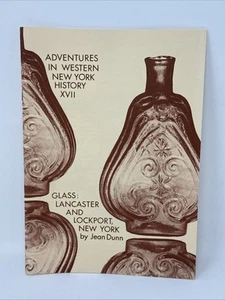 ADVENTURES
IN WESTERN
NEW YORK
HISTORY
XVII
GLASS:
LANCASTER
AND
LOCKPORT,
NEW YORK
by Jean Dunn